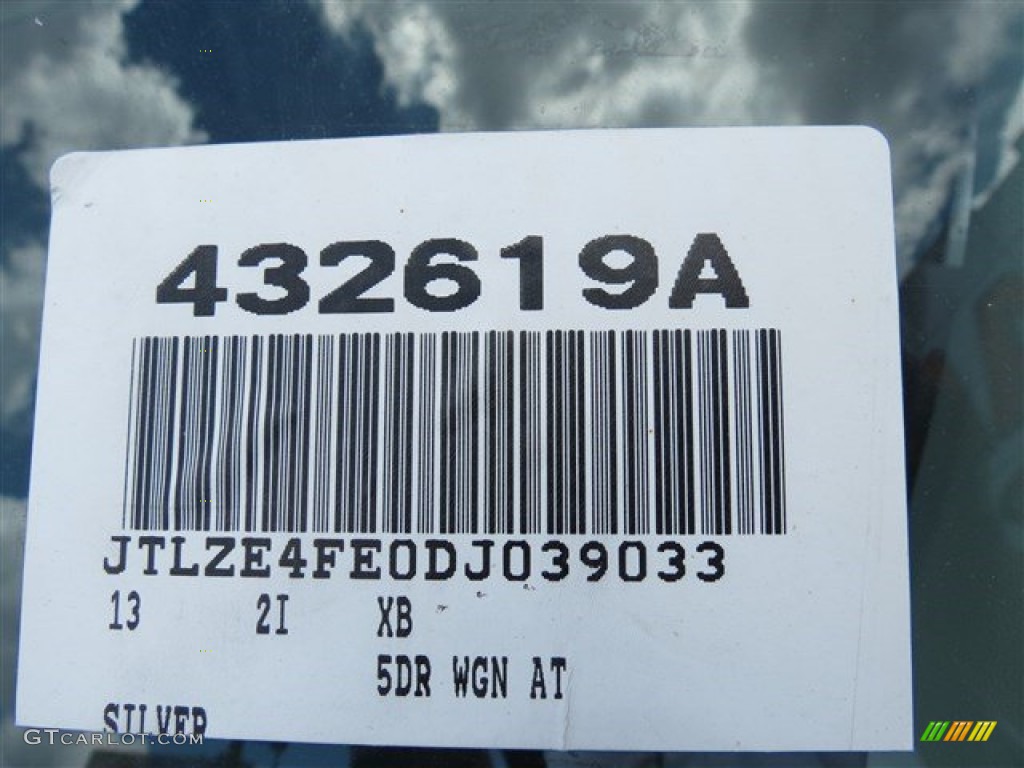 432619A
JTLZE4FE0DJ039033
13 2I XB
5DR WGN AT
SILVER
GTCarLot.com